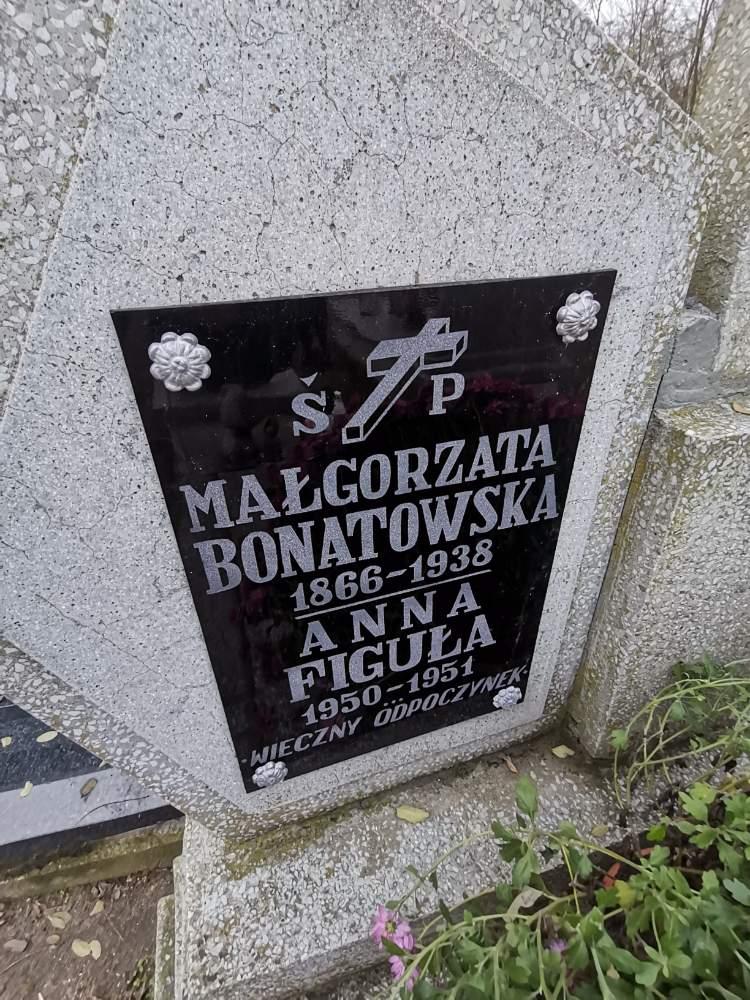 Ś P
MAŁGORZATA
BONATOWSKA
1866-1938
ANNA
FIGUŁA
1950-1951
WIECZNY ODPOCZYNEK